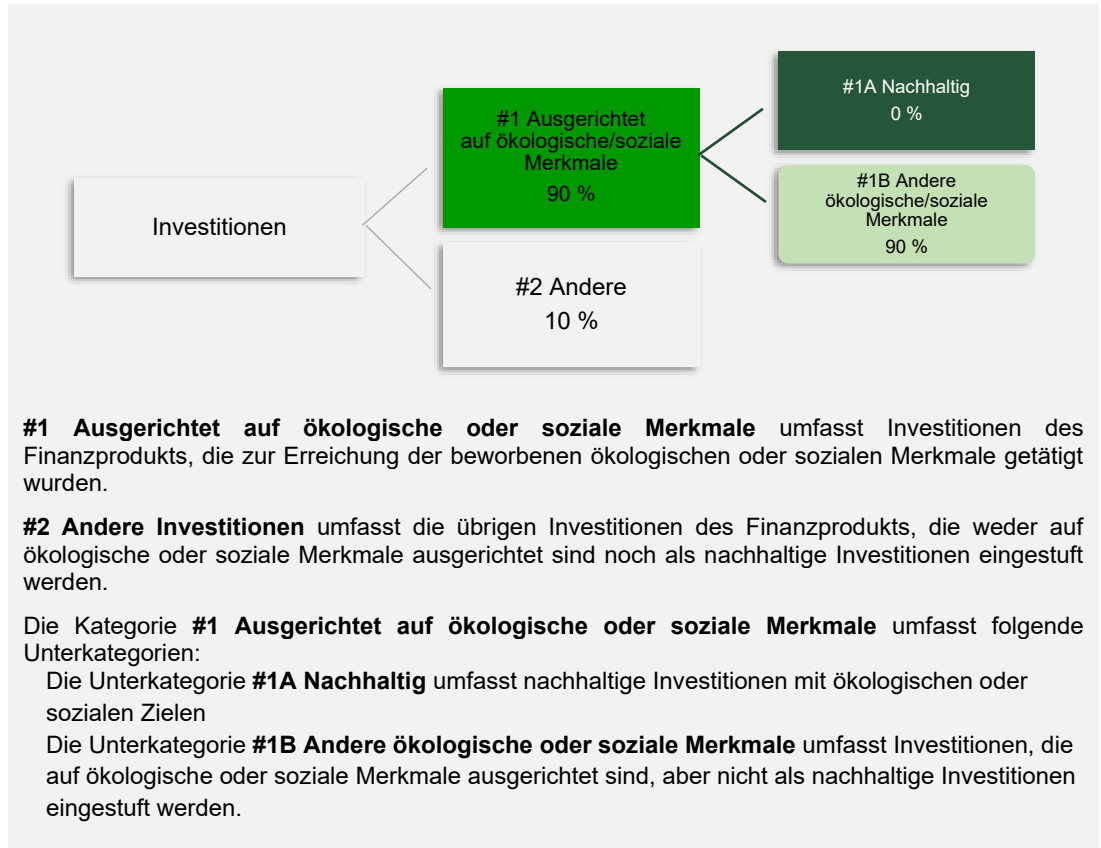 Investitionen
#1 Ausgerichtet
auf ökologische/soziale
Merkmale
90 %
#2 Andere
10 %
#1A Nachhaltig
0 %
#1B Andere
ökologische/soziale
Merkmale
90 %
#1 Ausgerichtet auf ökologische oder soziale Merkmale umfasst Investitionen des
Finanzprodukts, die zur Erreichung der beworbenen ökologischen oder sozialen Merkmale getätigt
wurden.
#2 Andere Investitionen umfasst die übrigen Investitionen des Finanzprodukts, die weder auf
ökologische oder soziale Merkmale ausgerichtet sind noch als nachhaltige Investitionen eingestuft
werden.
Die Kategorie #1 Ausgerichtet auf ökologische oder soziale Merkmale umfasst folgende
Unterkategorien:
Die Unterkategorie #1A Nachhaltig umfasst nachhaltige Investitionen mit ökologischen oder
sozialen Zielen
Die Unterkategorie #1B Andere ökologische oder soziale Merkmale umfasst Investitionen, die
auf ökologische oder soziale Merkmale ausgerichtet sind, aber nicht als nachhaltige Investitionen
eingestuft werden.